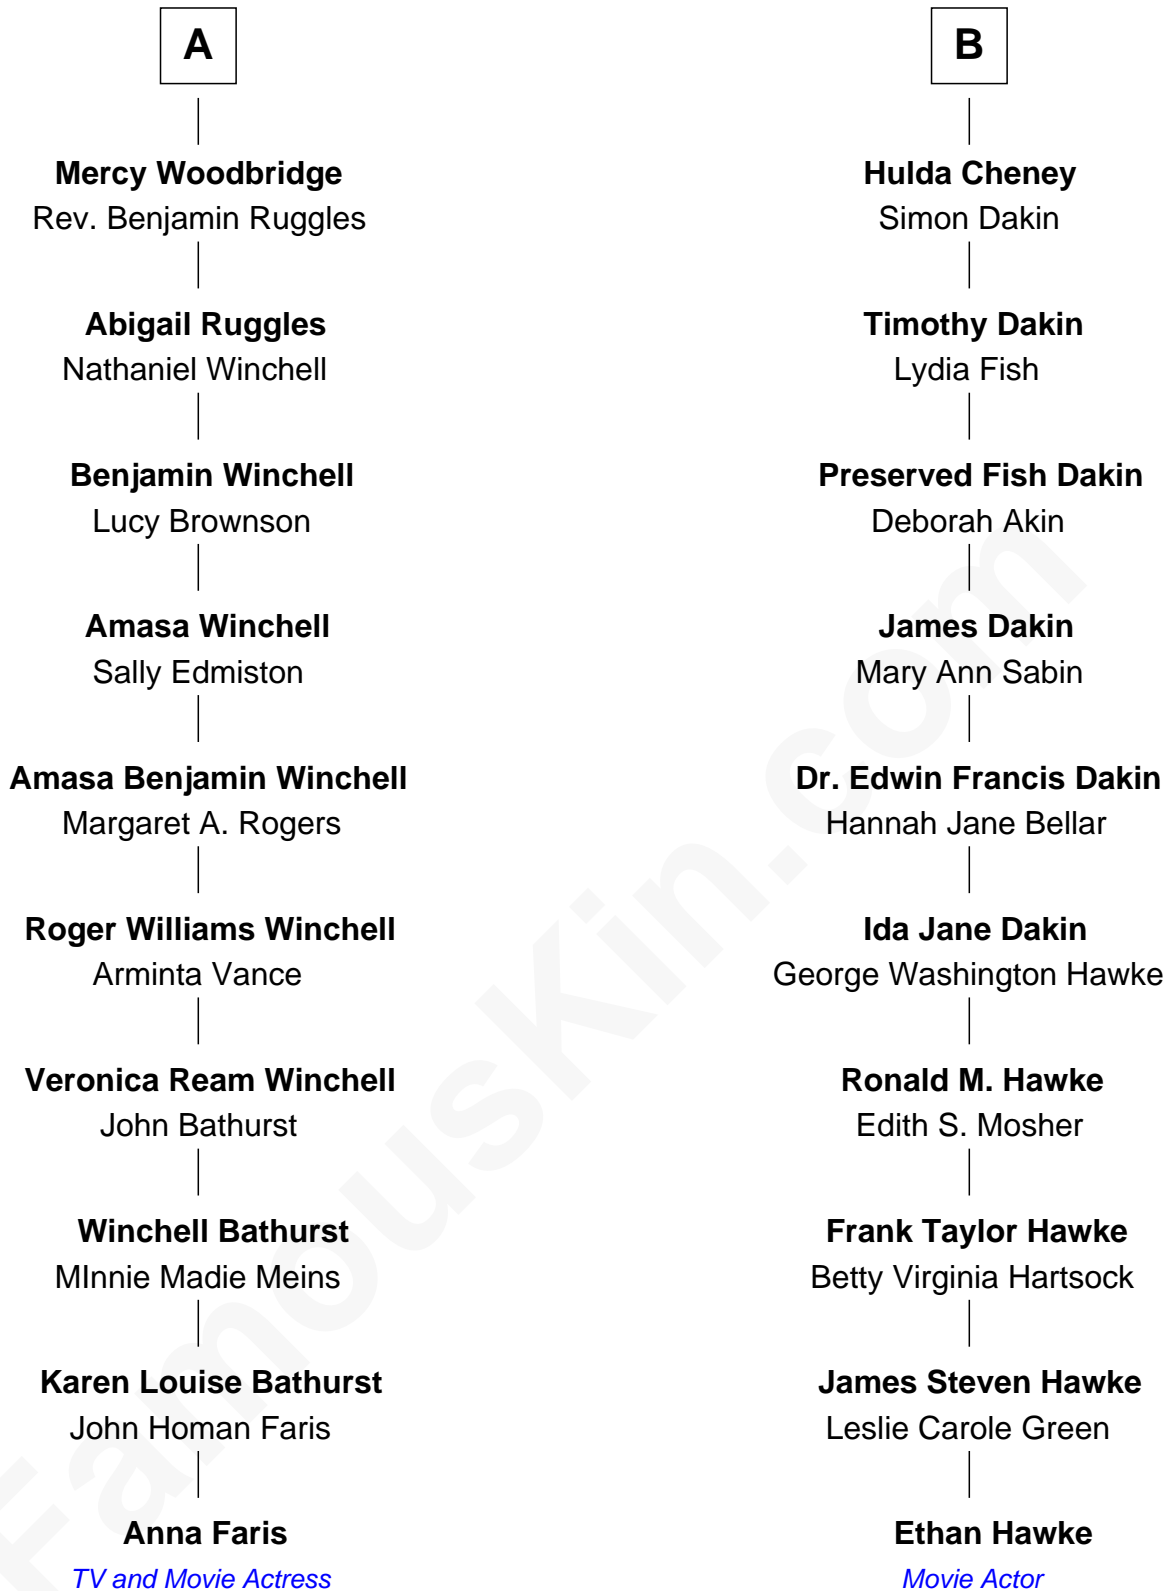 A
Mercy Woodbridge
Rev. Benjamin Ruggles
Abigail Ruggles
Nathaniel Winchell
Benjamin Winchell
Lucy Brownson
Amasa Winchell
Sally Edmiston
Amasa Benjamin Winchell
Margaret A. Rogers
Roger Williams Winchell
Arminta Vance
Veronica Ream Winchell
John Bathurst
Winchell Bathurst
MInnie Madie Meins
Karen Louise Bathurst
John Homan Faris
Anna Faris
TV and Movie Actress
B
Hulda Cheney
Simon Dakin
Timothy Dakin
Lydia Fish
Preserved Fish Dakin
Deborah Akin
James Dakin
Mary Ann Sabin
Dr. Edwin Francis Dakin
Hannah Jane Bellar
Ida Jane Dakin
George Washington Hawke
Ronald M. Hawke
Edith S. Mosher
Frank Taylor Hawke
Betty Virginia Hartsock
James Steven Hawke
Leslie Carole Green
Ethan Hawke
Movie Actor
FamousKin.com